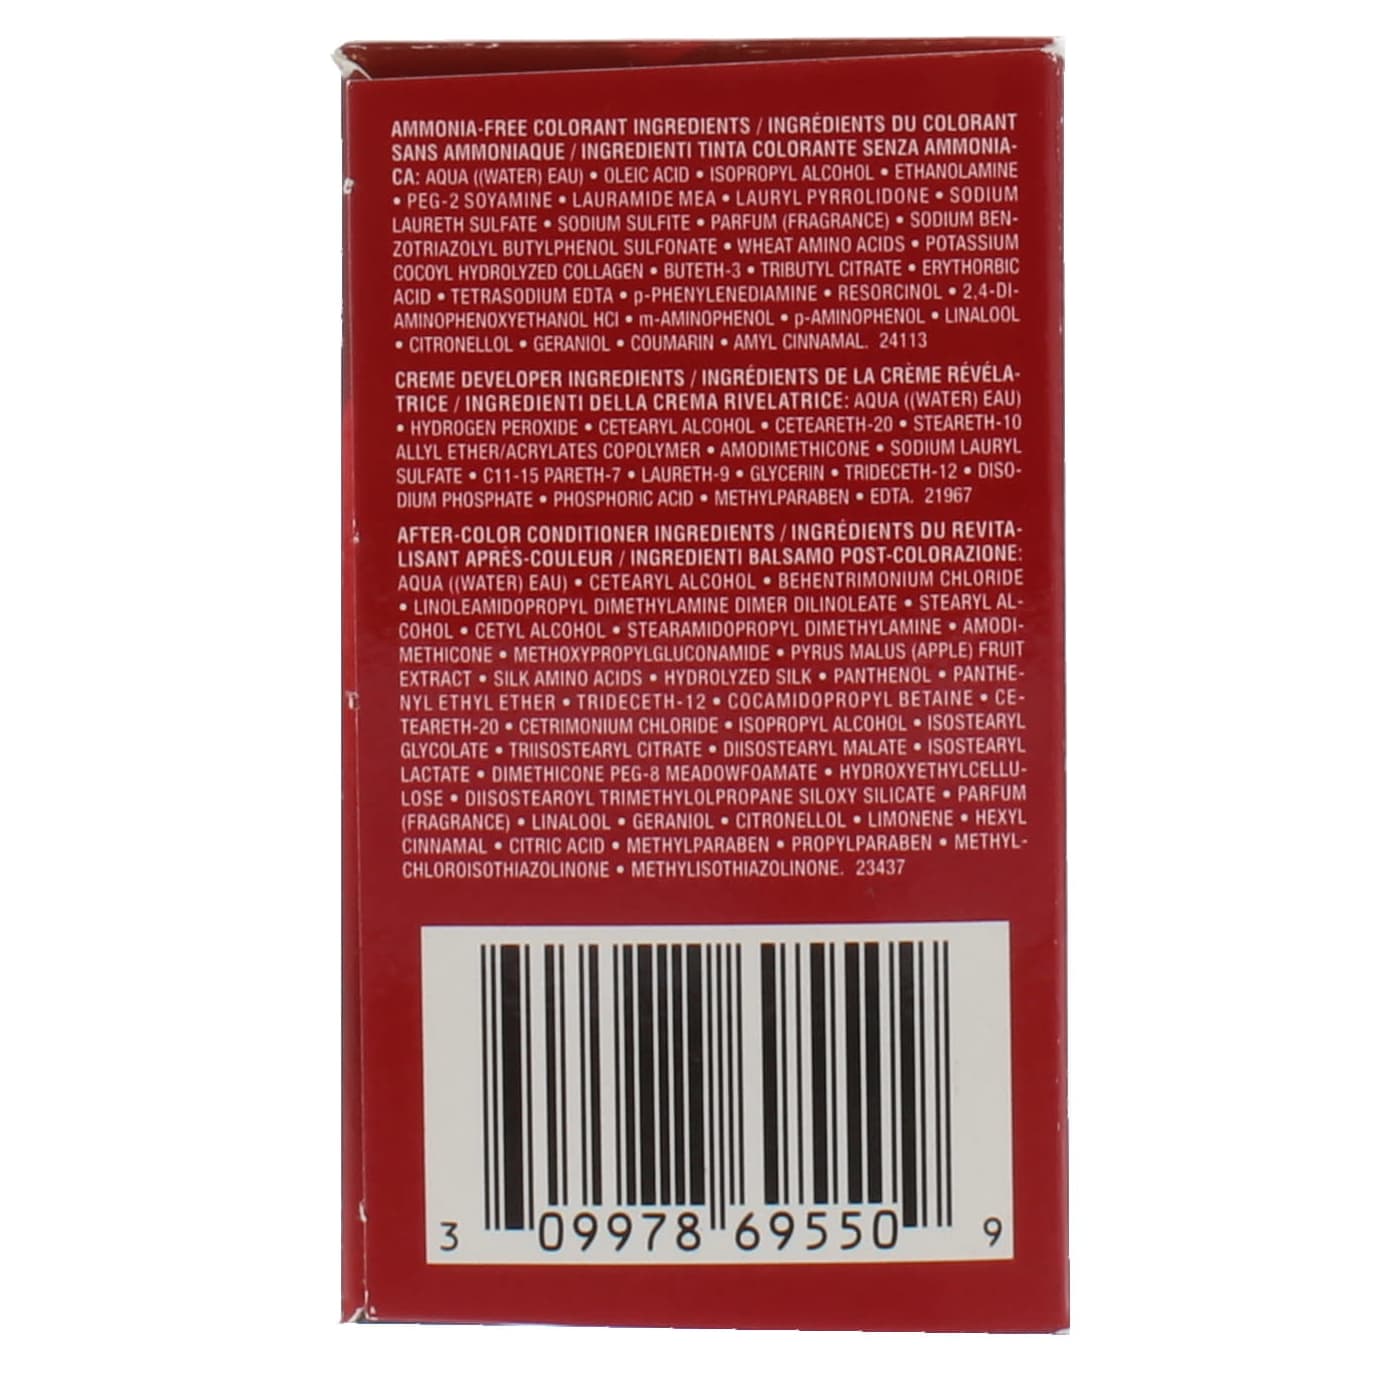 AMMONIA-FREE COLORANT INGREDIENTS / INGRÉDIENTS DU COLORANT
SANS AMMONIAQUE / INGREDIENTI TINTA COLORANTE SENZA AMMONIA-
CA: AQUA ((WATER) EAU) • OLEIC ACID • ISOPROPYL ALCOHOL • ETHANOLAMINE
• PEG-2 SOYAMINE • LAURAMIDE MEA • LAURYL PYRROLIDONE • SODIUM
LAURETH SULFATE • SODIUM SULFITE • PARFUM (FRAGRANCE) • SODIUM BEN-
ZOTRIAZOLYL BUTYLPHENOL SULFONATE • WHEAT AMINO ACIDS • POTASSIUM
COCOYL HYDROLYZED COLLAGEN • BUTETH-3 • TRIBUTYL CITRATE • ERYTHORBIC
ACID • TETRASODIUM EDTA • p-PHENYLENEDIAMINE • RESORCINOL • 2,4-DI-
AMINOPHENOXYETHANOL HCI • m-AMINOPHENOL • p-AMINOPHENOL • LINALOOL
• CITRONELLOL • GERANIOL • COUMARIN • AMYL CINNAMAL. 24113
CREME DEVELOPER INGREDIENTS / INGRÉDIENTS DE LA CRÈME RÉVÉLA-
TRICE / INGREDIENTI DELLA CREMA RIVELATRICE: AQUA ((WATER) EAU)
• HYDROGEN PEROXIDE • CETEARYL ALCOHOL • CETEARETH-20 • STEARETH-10
ALLYL ETHER/ACRYLATES COPOLYMER • AMODIMETHICONE • SODIUM LAURYL
SULFATE • C11-15 PARETH-7 • LAURETH-9 • GLYCERIN • TRIDECETH-12 • DISO-
DIUM PHOSPHATE • PHOSPHORIC ACID • METHYLPARABEN • EDTA. 21967
AFTER-COLOR CONDITIONER INGREDIENTS / INGRÉDIENTS DU REVITA-
LISANT APRÈS-COULEUR / INGREDIENTI BALSAMO POST-COLORAZIONE:
AQUA ((WATER) EAU) • CETEARYL ALCOHOL • BEHENTRIMONIUM CHLORIDE
• LINOLEAMIDOPROPYL DIMETHYLAMINE DIMER DILINOLEATE • STEARYL AL-
COHOL • CETYL ALCOHOL • STEARAMIDOPROPYL DIMETHYLAMINE • AMODI-
METHICONE • METHOXYPROPYLGLUCONAMIDE • PYRUS MALUS (APPLE) FRUIT
EXTRACT • SILK AMINO ACIDS • HYDROLYZED SILK • PANTHENOL • PANTHE-
NYL ETHYL ETHER • TRIDECETH-12 • COCAMIDOPROPYL BETAINE • CE-
TEARETH-20 • CETRIMONIUM CHLORIDE • ISOPROPYL ALCOHOL • ISOSTEARYL
GLYCOLATE • TRIISOSTEARYL CITRATE • DIISOSTEARYL MALATE • ISOSTEARYL
LACTATE • DIMETHICONE PEG-8 MEADOWFOAMATE • HYDROXYETHYLCELLU-
LOSE • DIISOSTEAROYL TRIMETHYLOLPROPANE SILOXY SILICATE • PARFUM
(FRAGRANCE) • LINALOOL • GERANIOL • CITRONELLOL • LIMONENE • HEXYL
CINNAMAL • CITRIC ACID • METHYLPARABEN • PROPYLPARABEN • METHYL-
CHLOROISOTHIAZOLINONE • METHYLISOTHIAZOLINONE. 23437
3 09978 69550 9